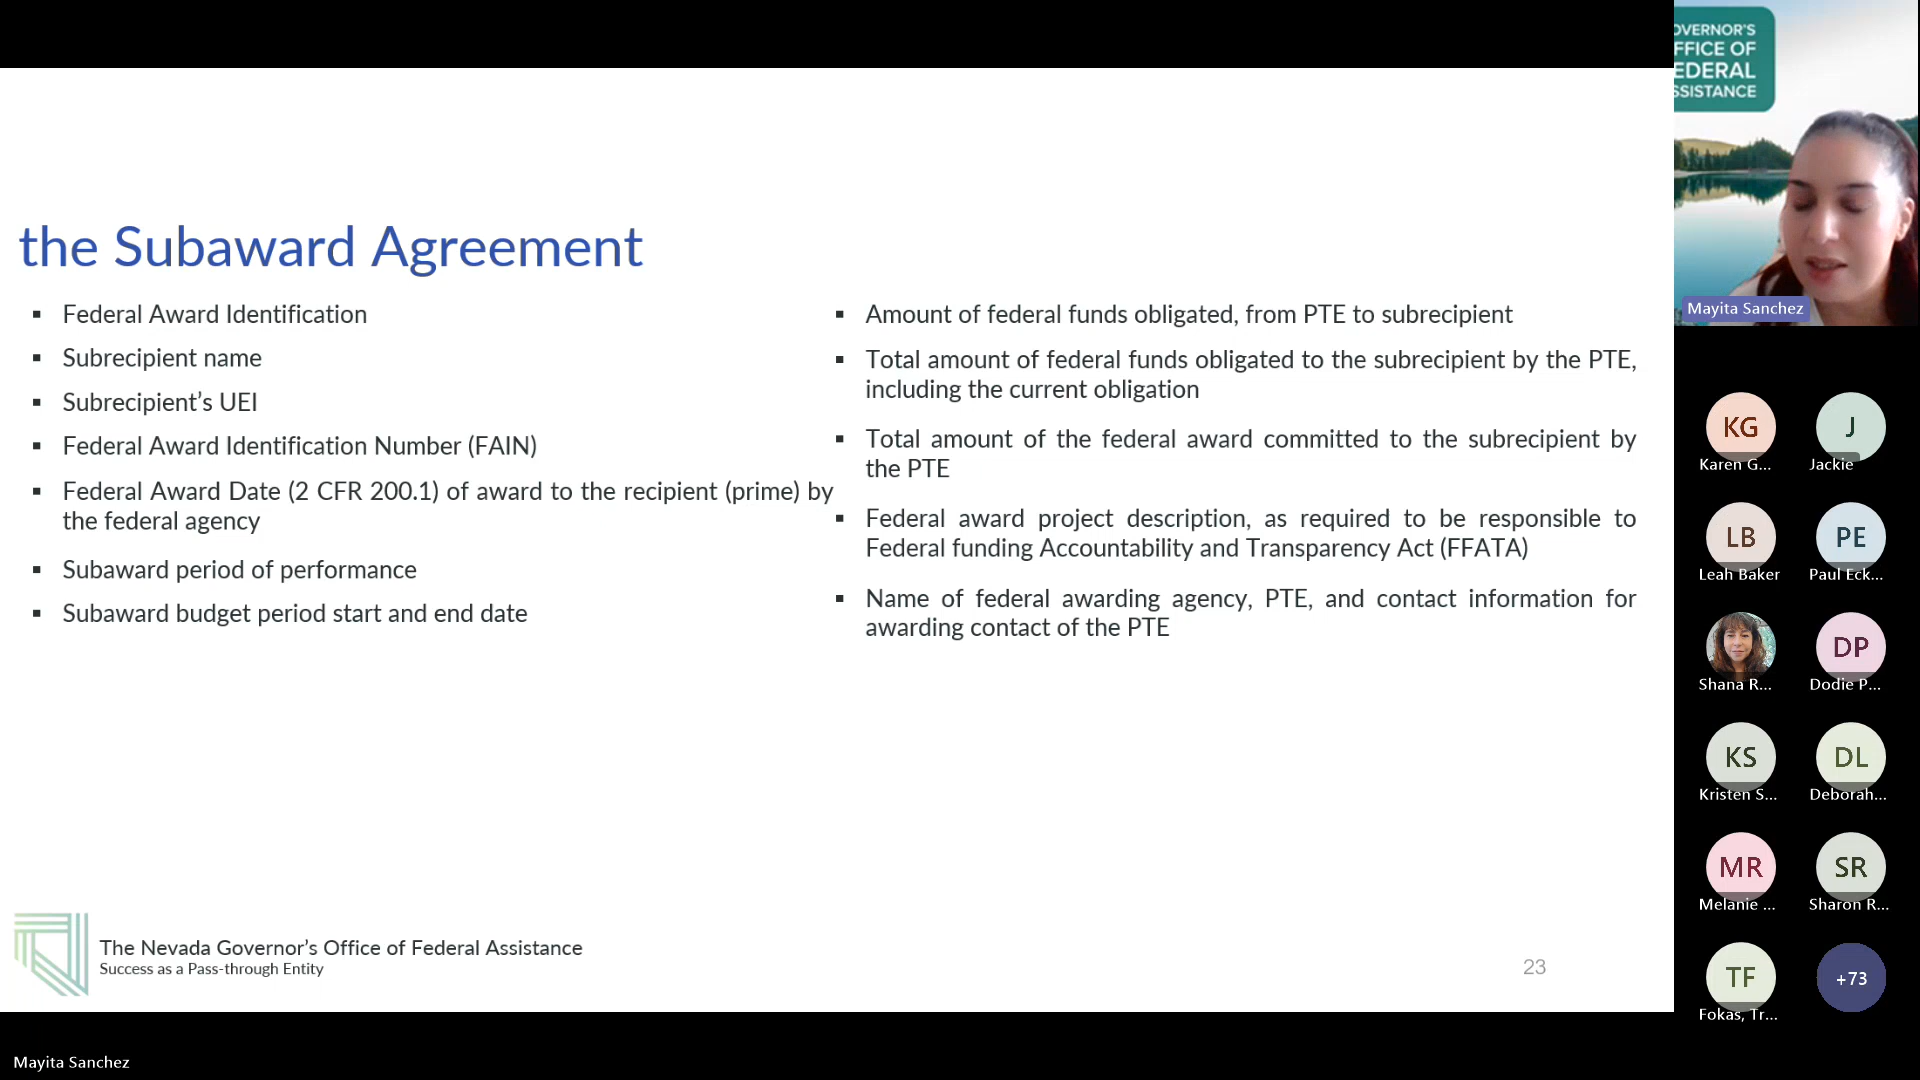 the Subaward Agreement
▪ Federal Award Identification
▪ Subrecipient name
▪ Subrecipient’s UEI
▪ Federal Award Identification Number (FAIN)
▪ Federal Award Date (2 CFR 200.1) of award to the recipient (prime) by
the federal agency
▪ Subaward period of performance
▪ Subaward budget period start and end date
▪ Amount of federal funds obligated, from PTE to subrecipient
▪ Total amount of federal funds obligated to the subrecipient by the PTE,
including the current obligation
▪ Total amount of the federal award committed to the subrecipient by
the PTE
▪ Federal award project description, as required to be responsible to
Federal funding Accountability and Transparency Act (FFATA)
▪ Name of federal awarding agency, PTE, and contact information for
awarding contact of the PTE
The Nevada Governor’s Office of Federal Assistance
Success as a Pass-through Entity
23
OVERNOR'S
FFICE OF
EDERAL
SSISTANCE
Mayita Sanchez
KG
Karen G...
J
Jackie
LB
Leah Baker
PE
Paul Eck...
Shana R...
DP
Dodie P...
KS
Kristen S...
DL
Deborah...
MR
Melanie ...
SR
Sharon R...
TF
Fokas, Tr...
+73
Mayita Sanchez